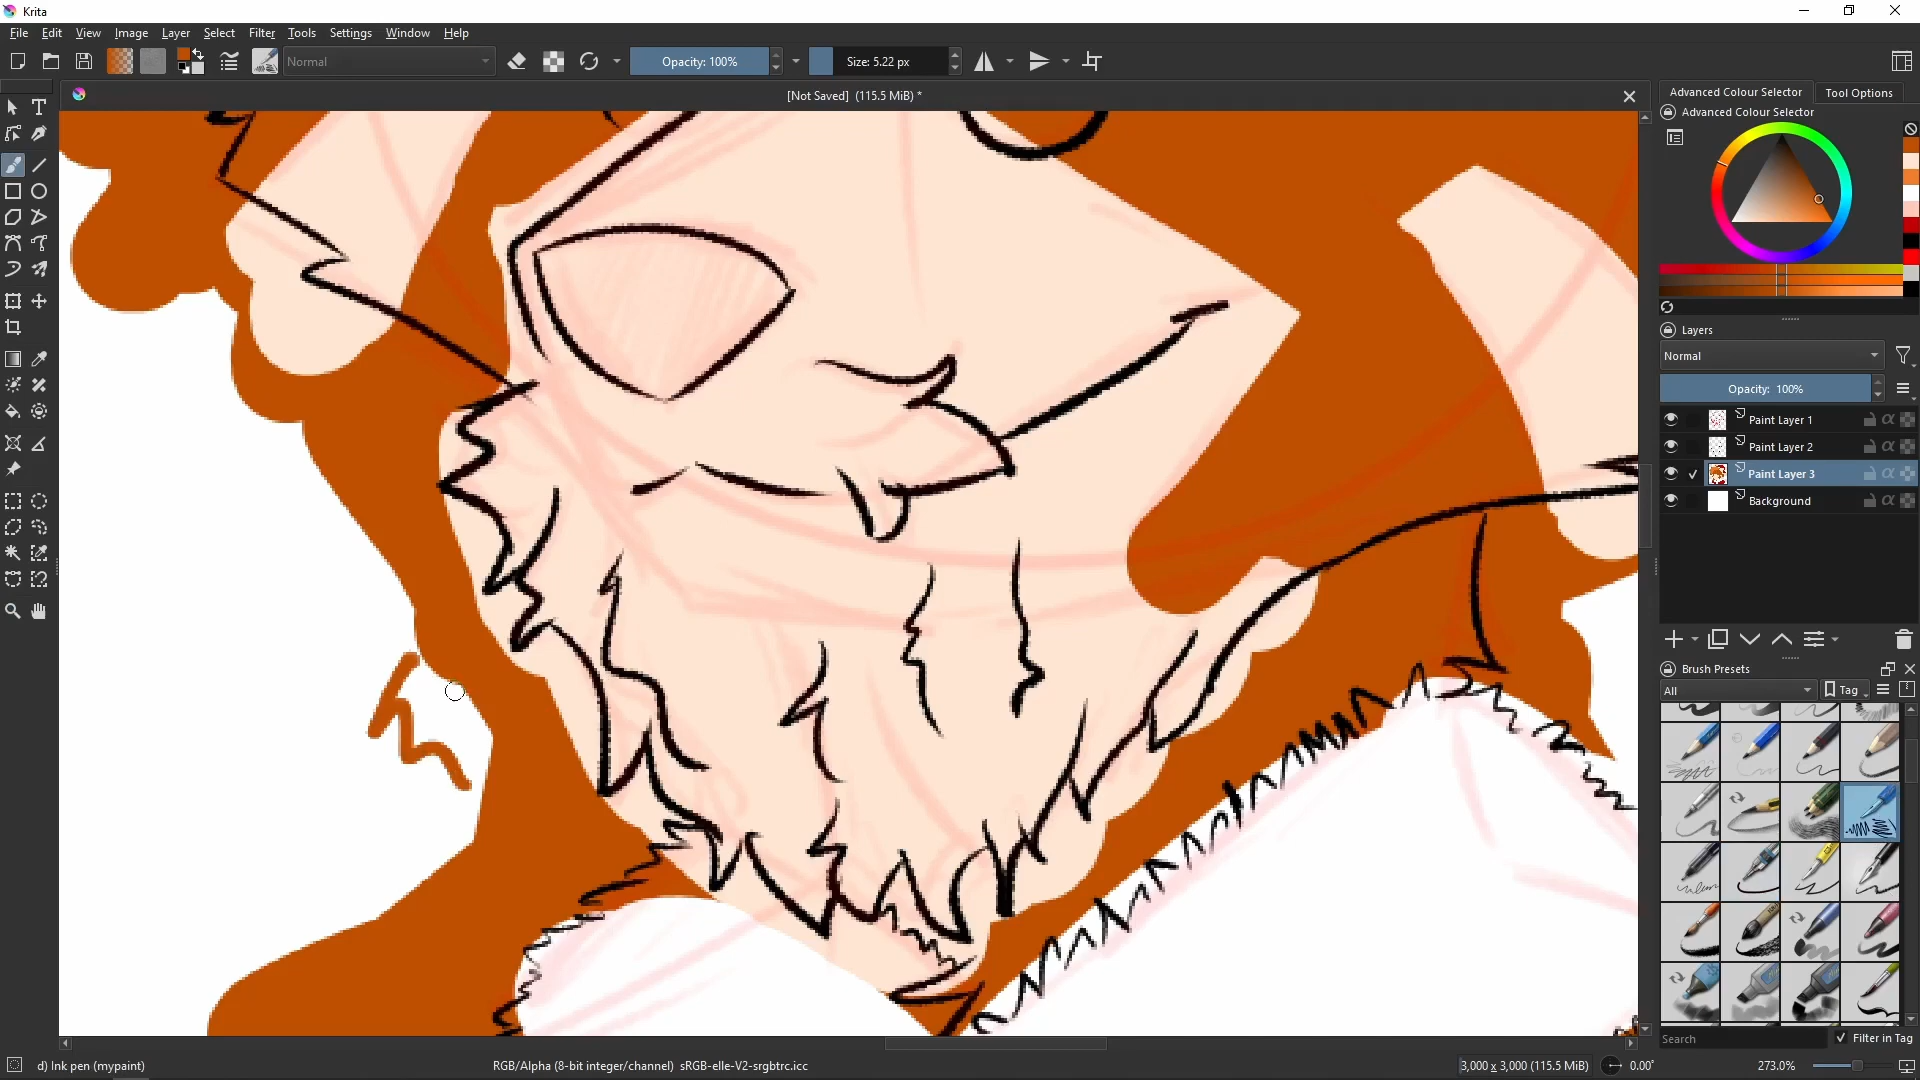 Krita
File Edit View Image Layer Select Filter Tools Settings Window Help
Normal
Opacity: 100%
Size: 5.22 px
[Not Saved] (115.5 MiB) *
Advanced Colour Selector
Tool Options
Advanced Colour Selector
Layers
Normal
Opacity: 100%
Paint Layer 1
Paint Layer 2
Paint Layer 3
Background
Brush Presets
All
Tag
Search
Filter in Tag
d) Ink pen (mypaint)
RGB/Alpha (8-bit integer/channel) sRGB-elle-V2-srgbtrc.icc
3,000 x 3,000 (115.5 MiB)
0.00°
273.0%